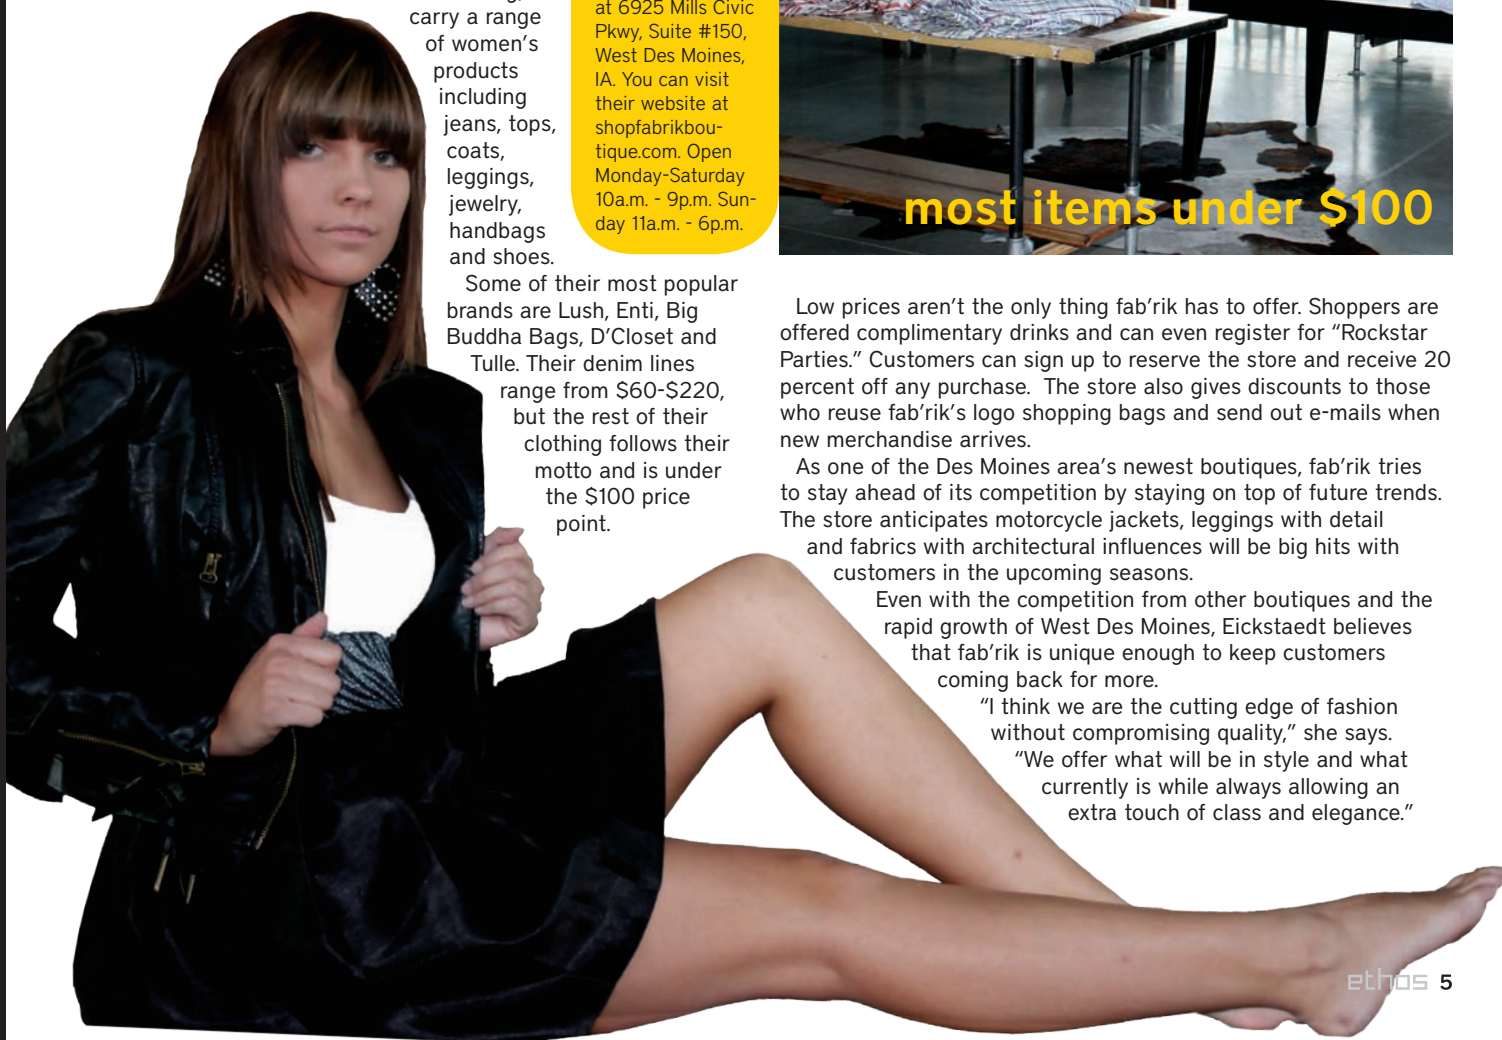 carry a range
of women's
products
including
jeans, tops,
coats,
leggings,
jewelry,
handbags
and shoes.
Some of their most popular
brands are Lush, Enti, Big
Buddha Bags, D'Closet and
Tulle. Their denim lines
range from $60-$220,
but the rest of their
clothing follows their
motto and is under
the $100 price
point.
at 6925 Mills Civic
Pkwy, Suite #150,
West Des Moines,
IA. You can visit
their website at
shopfabrikbou-
tique.com. Open
Monday-Saturday
10a.m. - 9p.m. Sun-
day 11a.m. - 6p.m.
most items under $100
Low prices aren't the only thing fab'rik has to offer. Shoppers are
offered complimentary drinks and can even register for “Rockstar
Parties.” Customers can sign up to reserve the store and receive 20
percent off any purchase.  The store also gives discounts to those
who reuse fab'rik's logo shopping bags and send out e-mails when
new merchandise arrives.
As one of the Des Moines area's newest boutiques, fab'rik tries
to stay ahead of its competition by staying on top of future trends.
The store anticipates motorcycle jackets, leggings with detail
and fabrics with architectural influences will be big hits with
customers in the upcoming seasons.
Even with the competition from other boutiques and the
rapid growth of West Des Moines, Eickstaedt believes
that fab'rik is unique enough to keep customers
coming back for more.
“I think we are the cutting edge of fashion
without compromising quality,” she says.
“We offer what will be in style and what
currently is while always allowing an
extra touch of class and elegance.”
ethos 5